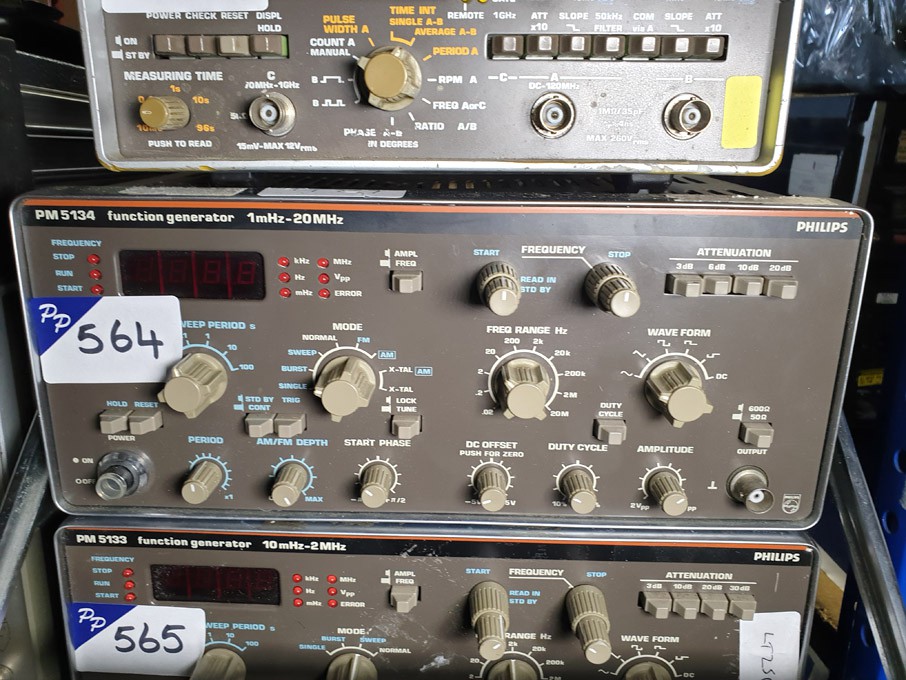 POWER CHECK RESET DISPL HOLD
ON
ST BY
PULSE WIDTH A
TIME INT
SINGLE A-B
AVERAGE A-B
COUNT A MANUAL
PERIOD A
RPM A
FREQ A or C
RATIO A/B
PHASE A-B
IN DEGREES
B
B
REMOTE 1GHz ATT x10 SLOPE 50kHz FILTER COM via A SLOPE ATT x10
MEASURING TIME
1s
10s
96s
PUSH TO READ
C
70MHz-1GHz
15mV-MAX 12Vrms
C A B
DC-120MHz
MAX 260Vrms
PM 5134 function generator 1mHz-20MHz
PHILIPS
FREQUENCY
STOP
RUN
START
kHz MHz
Hz Vpp
mHz ERROR
AMPL
FREQ
START FREQUENCY STOP
READ IN
STD BY
ATTENUATION
3dB 6dB 10dB 20dB
PP 564
SWEEP PERIOD s
1 1 10 100
MODE
NORMAL FM
SWEEP AM
BURST X-TAL AM
SINGLE X-TAL
FREQ RANGE Hz
200 2k
20 20k
2 200k
.2 2M
.02 20M
WAVE FORM
DC
HOLD RESET
POWER
STD BY
CONT
TRIG
LOCK
TUNE
DUTY
CYCLE
600Ω
50Ω
OUTPUT
ON
OFF
PERIOD
x1
AM/FM DEPTH
MAX
START PHASE
π/2
DC OFFSET
PUSH FOR ZERO
DUTY CYCLE
AMPLITUDE
2Vpp
PHILIPS
PM 5133 function generator 10mHz-2MHz
PHILIPS
FREQUENCY
STOP
RUN
START
kHz MHz
Hz Vpp
mHz ERROR
AMPL
FREQ
START FREQUENCY STOP
READ IN
STD BY
ATTENUATION
3dB 10dB 20dB 30dB
PP 565
SWEEP PERIOD s
1 10 100
MODE
BURST SWEEP
SINGLE NORMAL
RANGE Hz
2k
20k
200k
WAVE FORM
DC